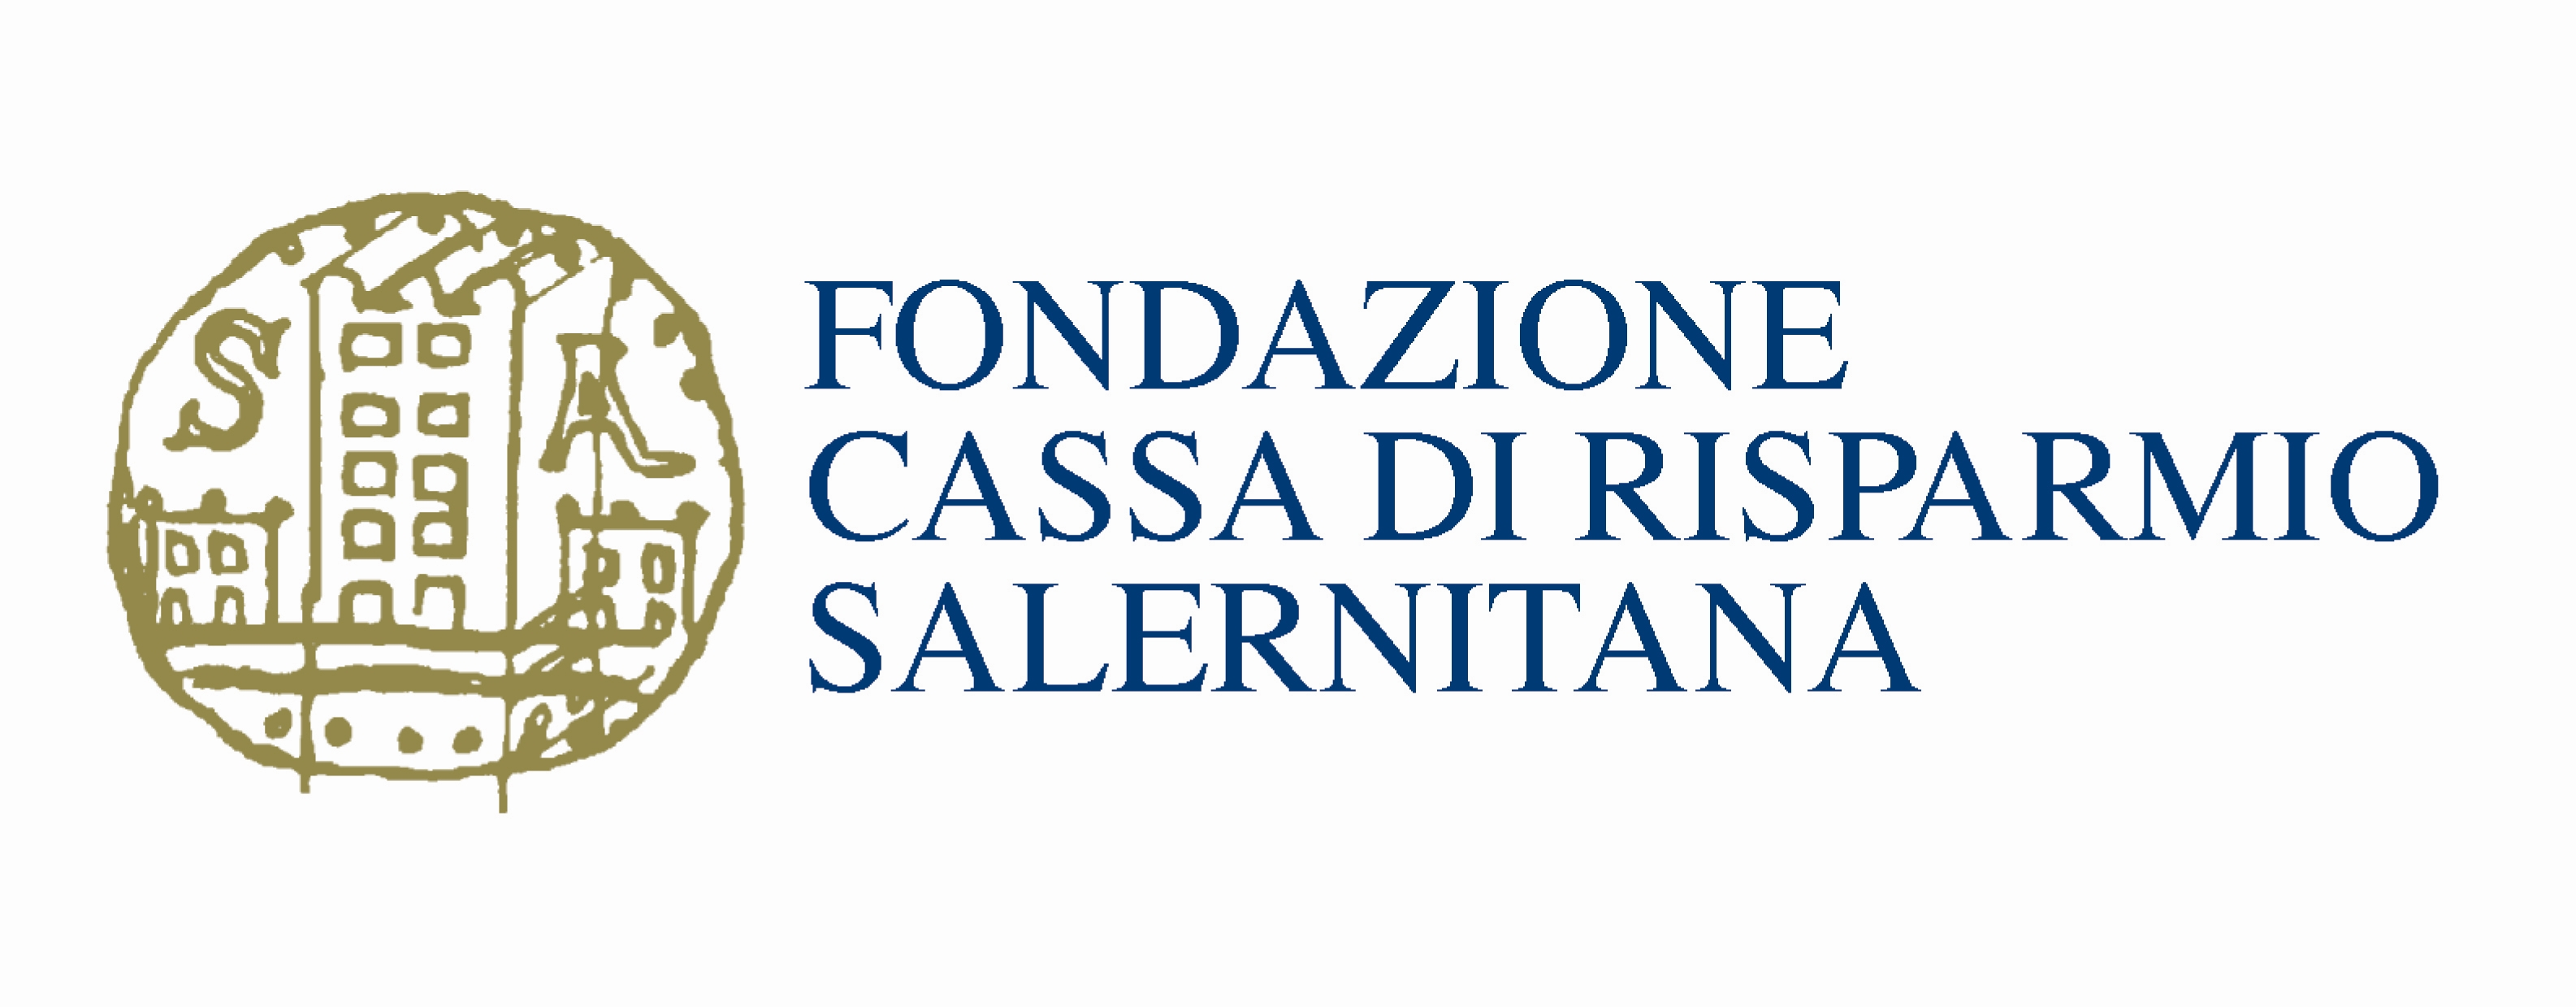 S A
FONDAZIONE
CASSA DI RISPARMIO
SALERNITANA